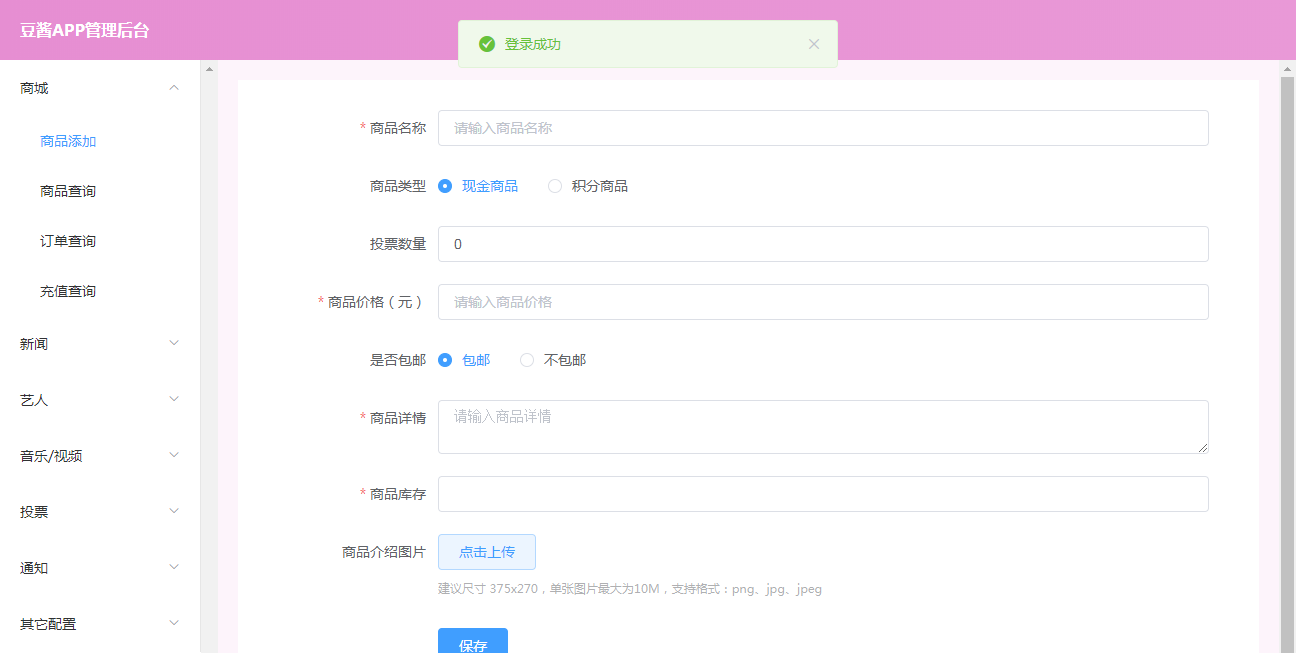 豆酱APP管理后台
登录成功
商城
商品添加
商品查询
订单查询
充值查询
新闻
艺人
音乐/视频
投票
通知
其它配置
* 商品名称 请输入商品名称
商品类型 现金商品 积分商品
投票数量 0
* 商品价格（元） 请输入商品价格
是否包邮 包邮 不包邮
* 商品详情 请输入商品详情
* 商品库存
商品介绍图片 点击上传
建议尺寸 375x270，单张图片最大为10M，支持格式：png、jpg、jpeg
保存